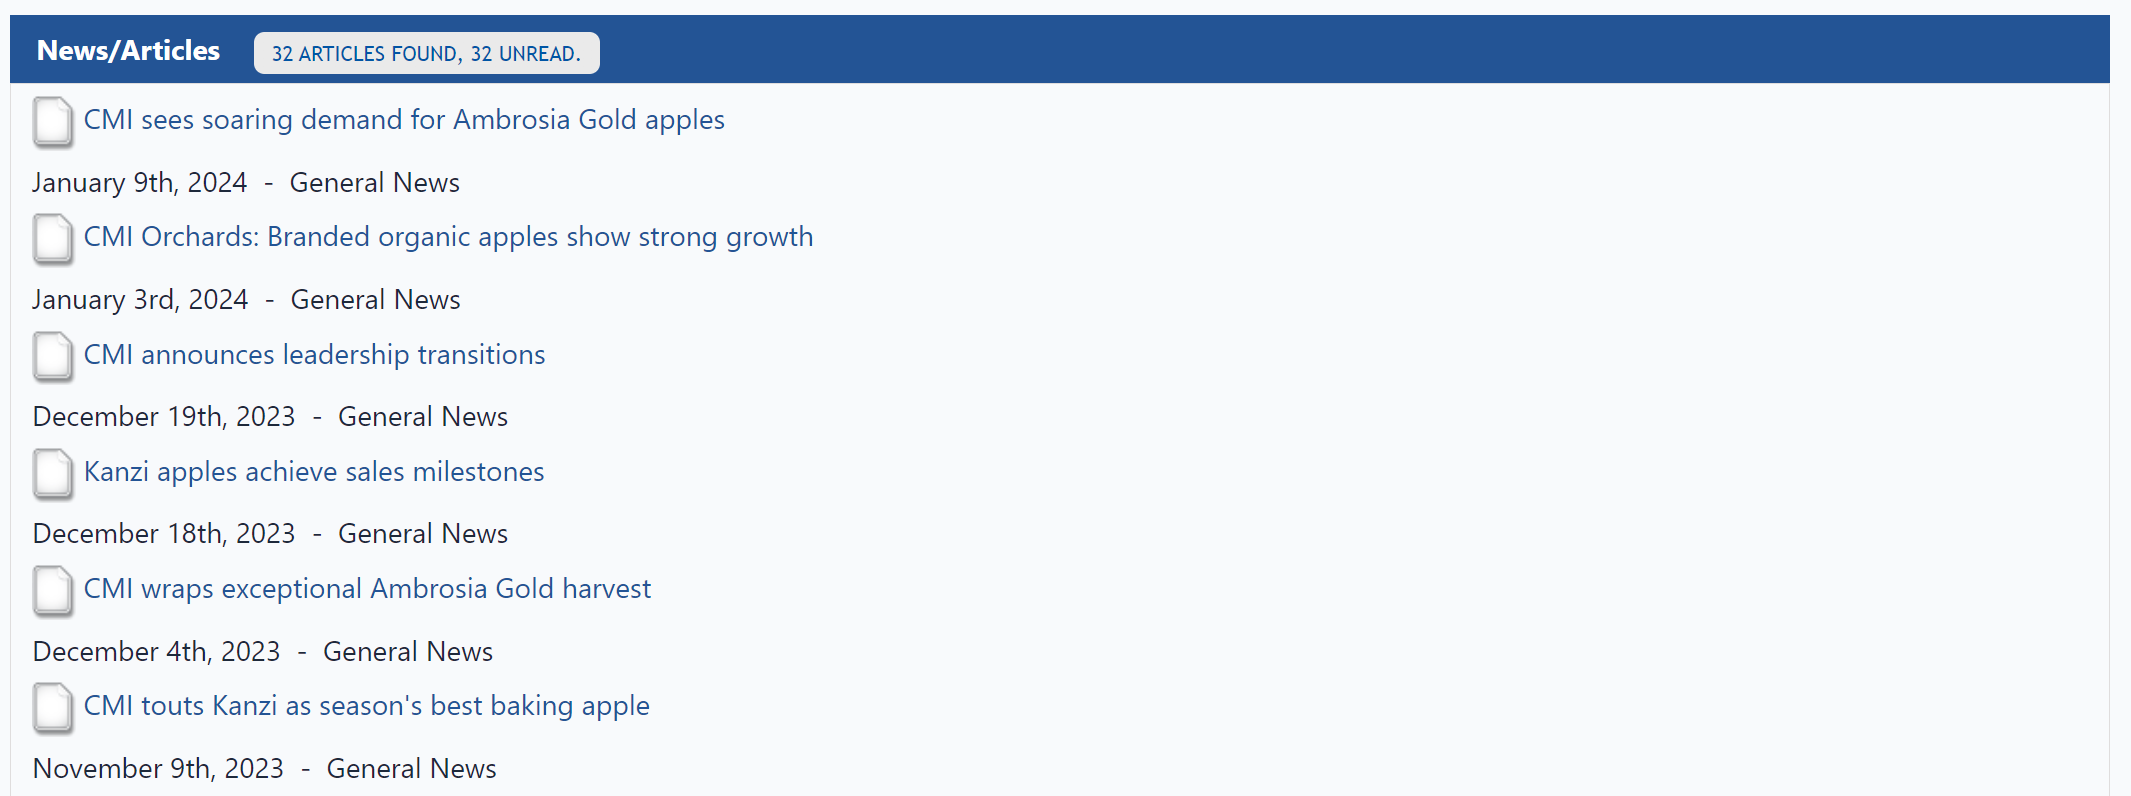 News/Articles 32 ARTICLES FOUND, 32 UNREAD.
CMI sees soaring demand for Ambrosia Gold apples
January 9th, 2024 - General News
CMI Orchards: Branded organic apples show strong growth
January 3rd, 2024 - General News
CMI announces leadership transitions
December 19th, 2023 - General News
Kanzi apples achieve sales milestones
December 18th, 2023 - General News
CMI wraps exceptional Ambrosia Gold harvest
December 4th, 2023 - General News
CMI touts Kanzi as season's best baking apple
November 9th, 2023 - General News